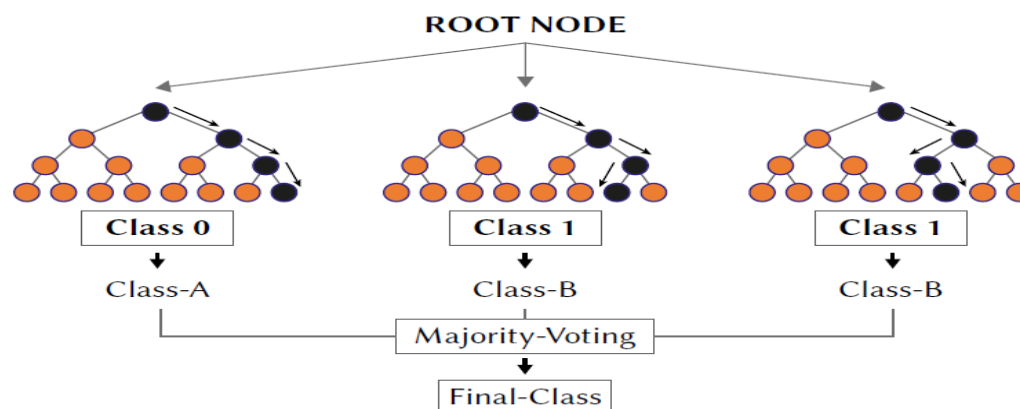 ROOT NODE
Class 0
Class 1
Class 1
Class-A
Class-B
Class-B
Majority-Voting
Final-Class